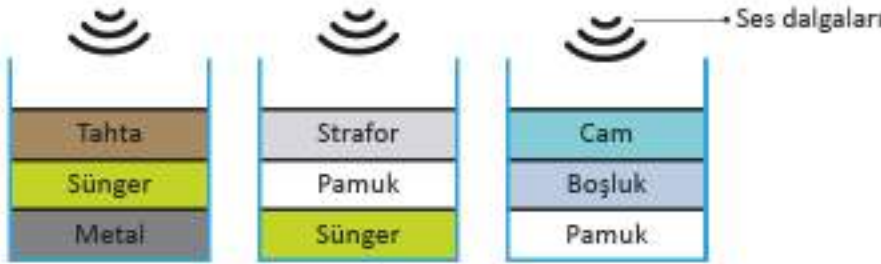 Ses dalgaları
Tahta
Sünger
Metal
Strafor
Pamuk
Sünger
Cam
Boşluk
Pamuk